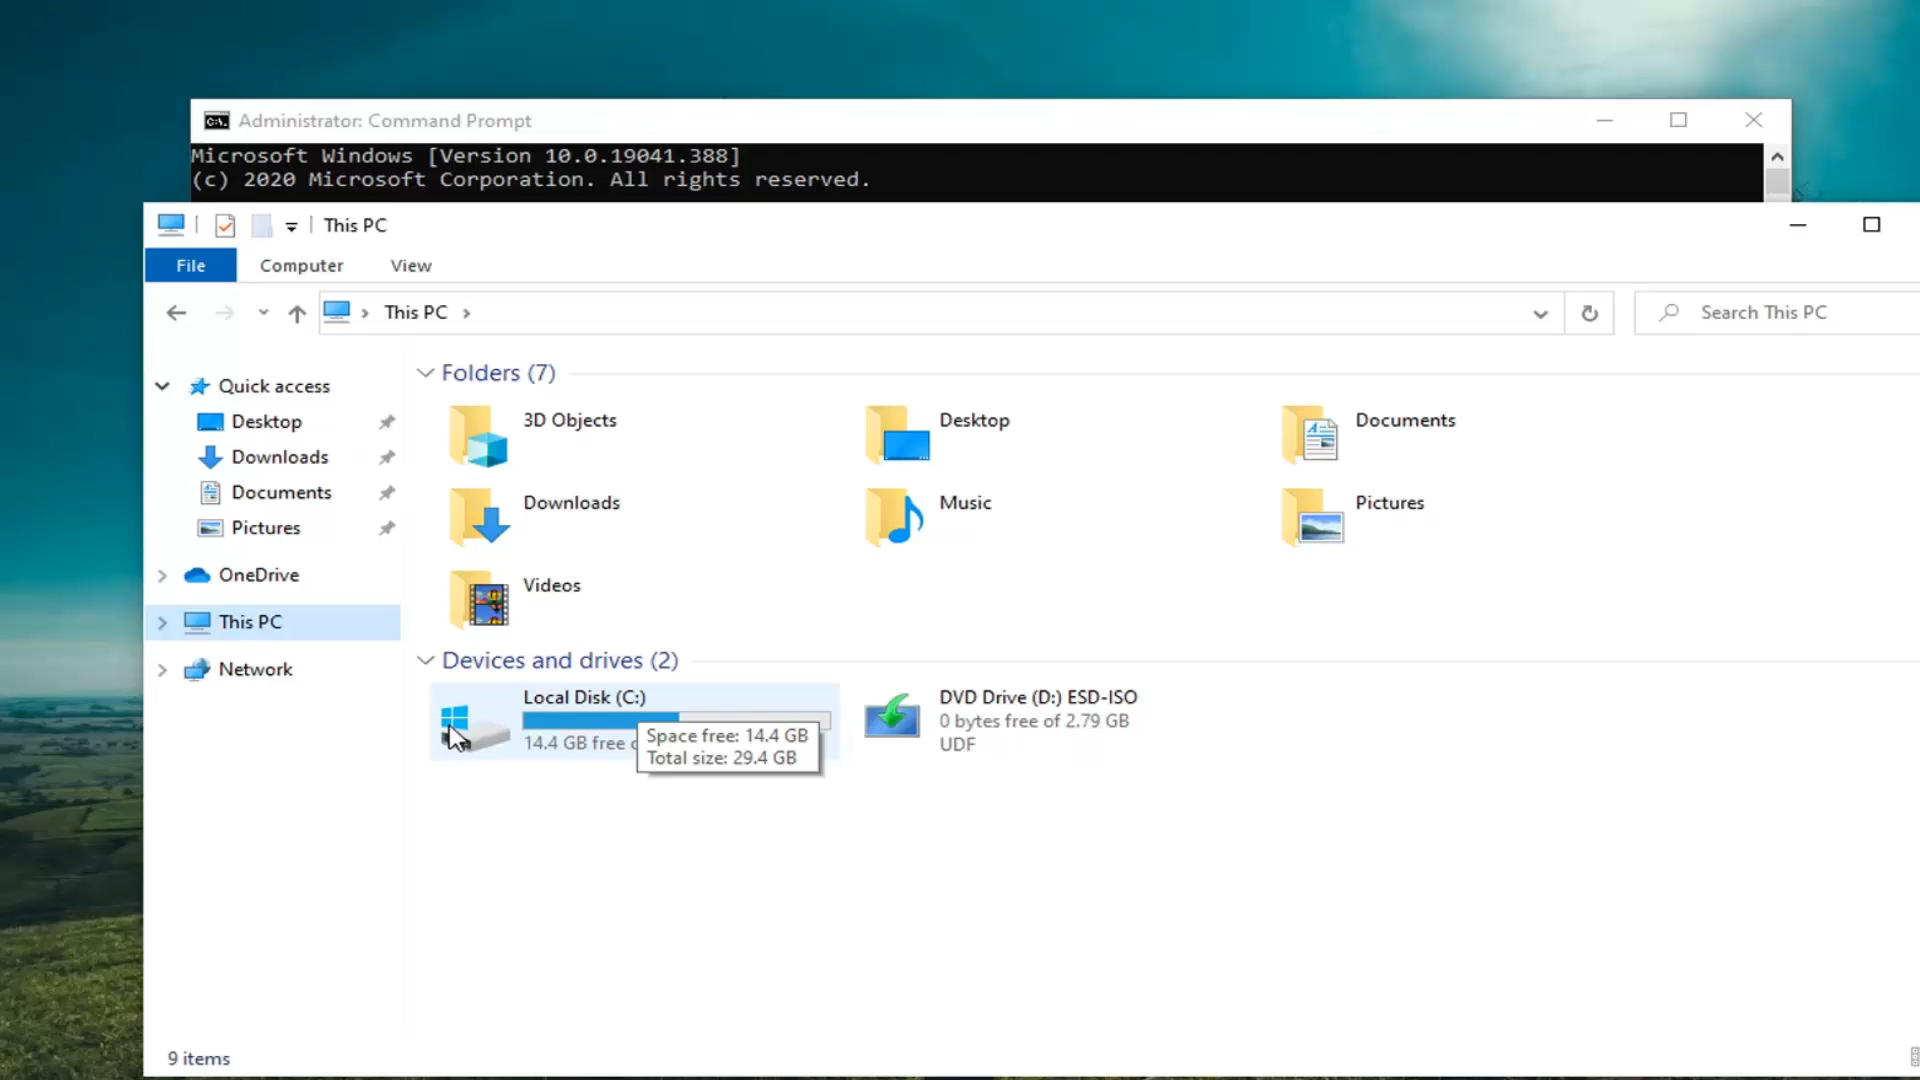 Administrator: Command Prompt
Microsoft Windows [Version 10.0.19041.388]
(c) 2020 Microsoft Corporation. All rights reserved.
This PC
File Computer View
This PC
Search This PC
Quick access
Desktop
Downloads
Documents
Pictures
OneDrive
This PC
Network
Folders (7)
3D Objects
Desktop
Documents
Downloads
Music
Pictures
Videos
Devices and drives (2)
Local Disk (C:)
14.4 GB free
Space free: 14.4 GB
Total size: 29.4 GB
DVD Drive (D:) ESD-ISO
0 bytes free of 2.79 GB
UDF
9 items